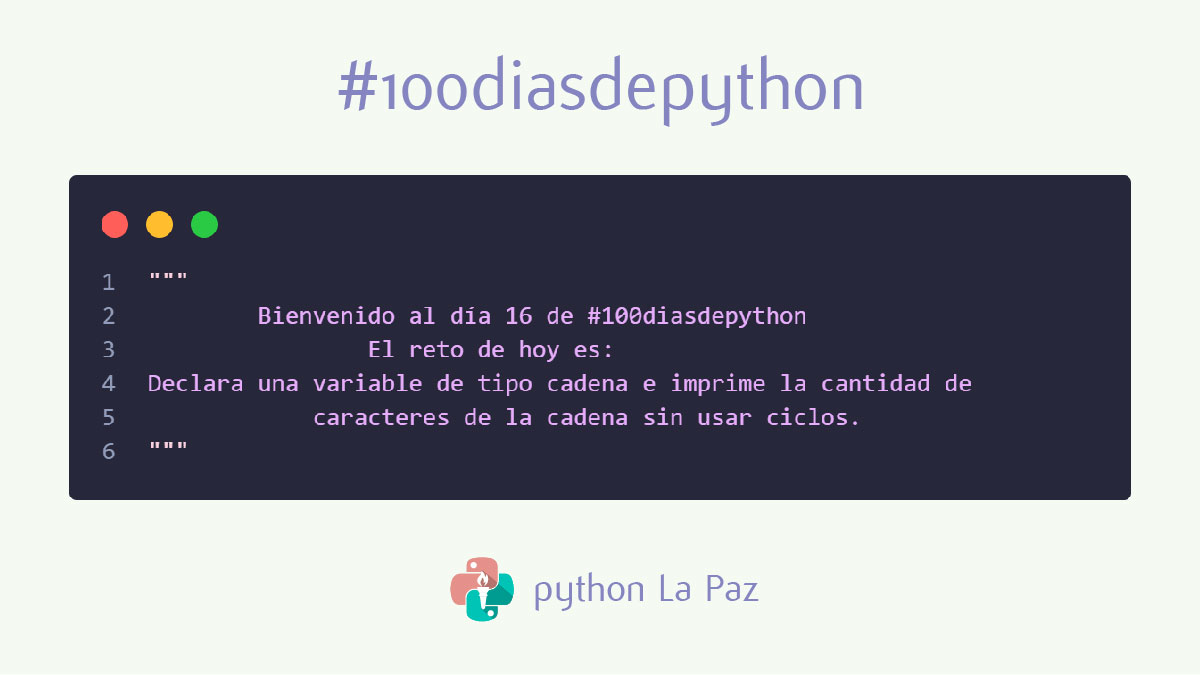 #100diasdepython
1 """
2 Bienvenido al día 16 de #100diasdepython
3 El reto de hoy es:
4 Declara una variable de tipo cadena e imprime la cantidad de
5 caracteres de la cadena sin usar ciclos.
6 """
python La Paz